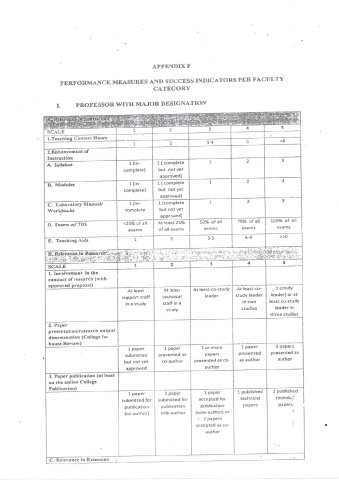 APPENDIX F
PERFORMANCE MEASURES AND SUCCESS INDICATORS PER FACULTY
CATEGORY
I. PROFESSOR WITH MAJOR DESIGNATION
SCALE 1 2 3 4 5
1.Teaching Contact Hours
1 2 3-4 5 >6
2.Enhancement of
Instruction
A. Syllabus 1 (in-complete) 1 ( complete but not yet approved) 1 2 3
B. Modules 1 (in-complete) 1 ( complete but not yet approved) 1 2 3
C. Laboratory Manual/ Workbooks 1 (in-complete 1 (complete but not yet approved) 1 2 3
D. Exams w/ TOS <20% of all exams At least 25% of all exams 50% of all exams 75% of all exams 100% of all exams
E. Teaching Aids 1 2 3-5 6-9 >10
B. Relevance in Research
SCALE 1 2 3 4 5
1. Involvement in the
conduct of research (with
approved proposal)
At least support staff in a study At least technical staff in a study At least co-study leader At least co-study leader in two studies 1 (study leader) or at least co-study leader in three studies
2. Paper
presentation/research output
dissemination (College In-
house Review)
1 paper submitted but not yet approved 1 paper presented as co-author 2 or more papers presented as co-author 1 paper presented as author 2 papers presented as author
3. Paper publication (at least
on the online College
Publication)
1 paper submitted for publication (co-author) 1 paper submitted for publication sole author 1 paper accepted for publication (sole-author) or 2 papers accepted as co-author 1 published technical papers 2 published technical papers
C. Relevance in Extension